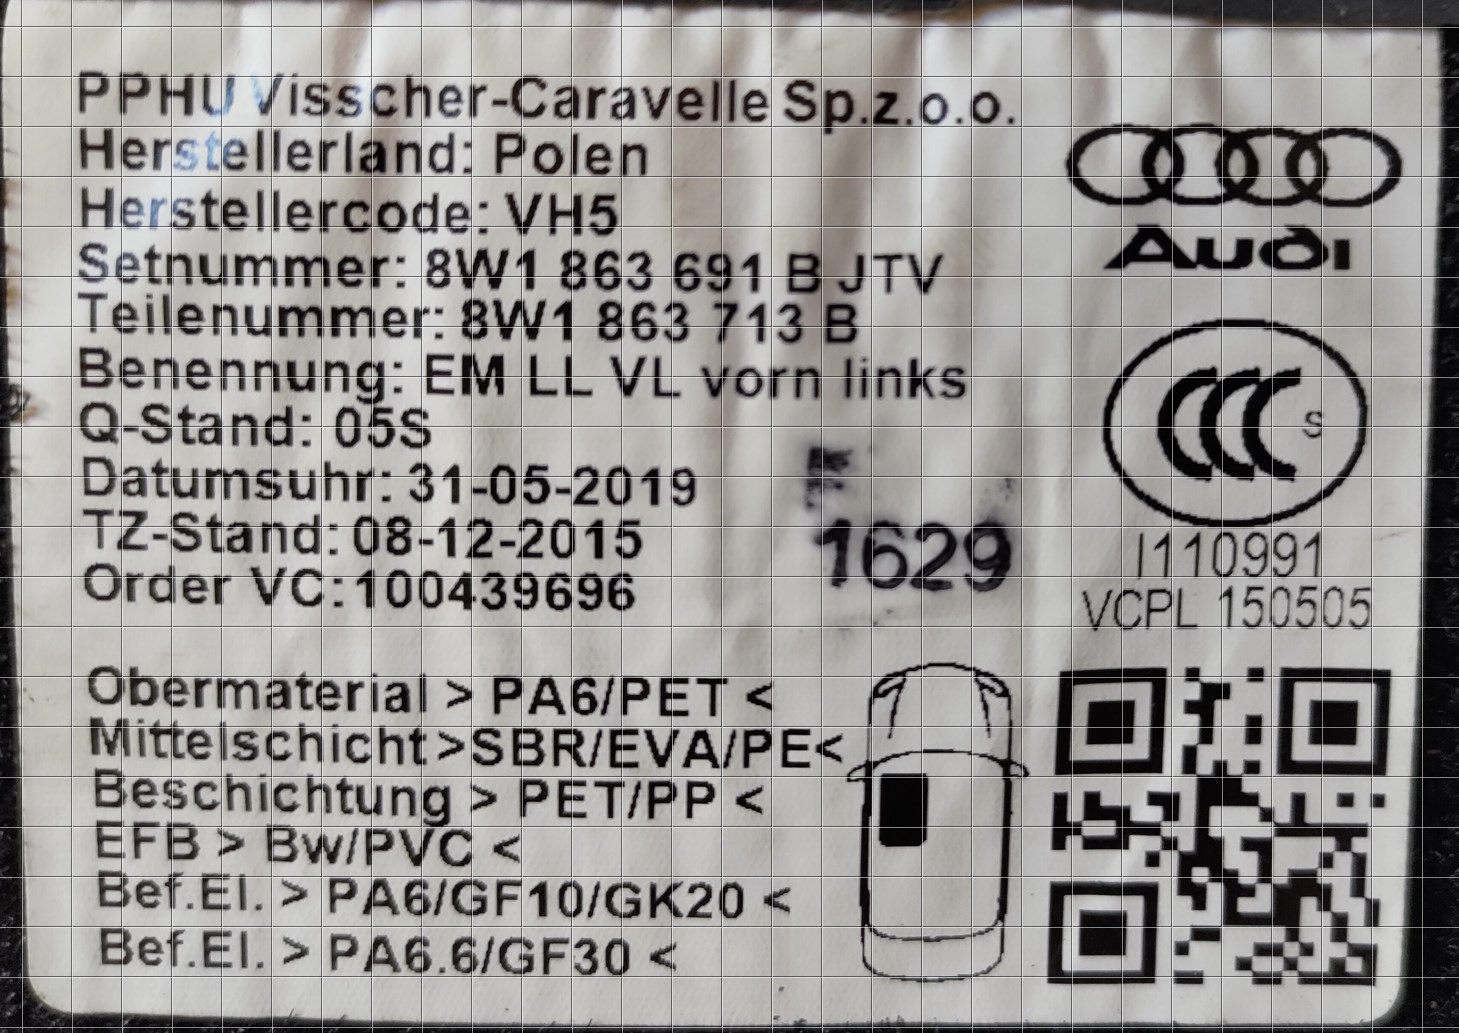 PPHU Visscher-Caravelle Sp.z.o.o.
Herstellerland: Polen
Herstellercode: VH5
Setnummer: 8W1 863 691 B JTV
Teilenummer: 8W1 863 713 B
Benennung: EM LL VL vorn links
Q-Stand: 05S
Datumsuhr: 31-05-2019
TZ-Stand: 08-12-2015
Order VC:100439696
1629
Audi
CCC S
I110991
VCPL 150505
Obermaterial > PA6/PET <
Mittelschicht>SBR/EVA/PE<
Beschichtung > PET/PP <
EFB > Bw/PVC <
Bef.El. > PA6/GF10/GK20 <
Bef.El. > PA6.6/GF30 <